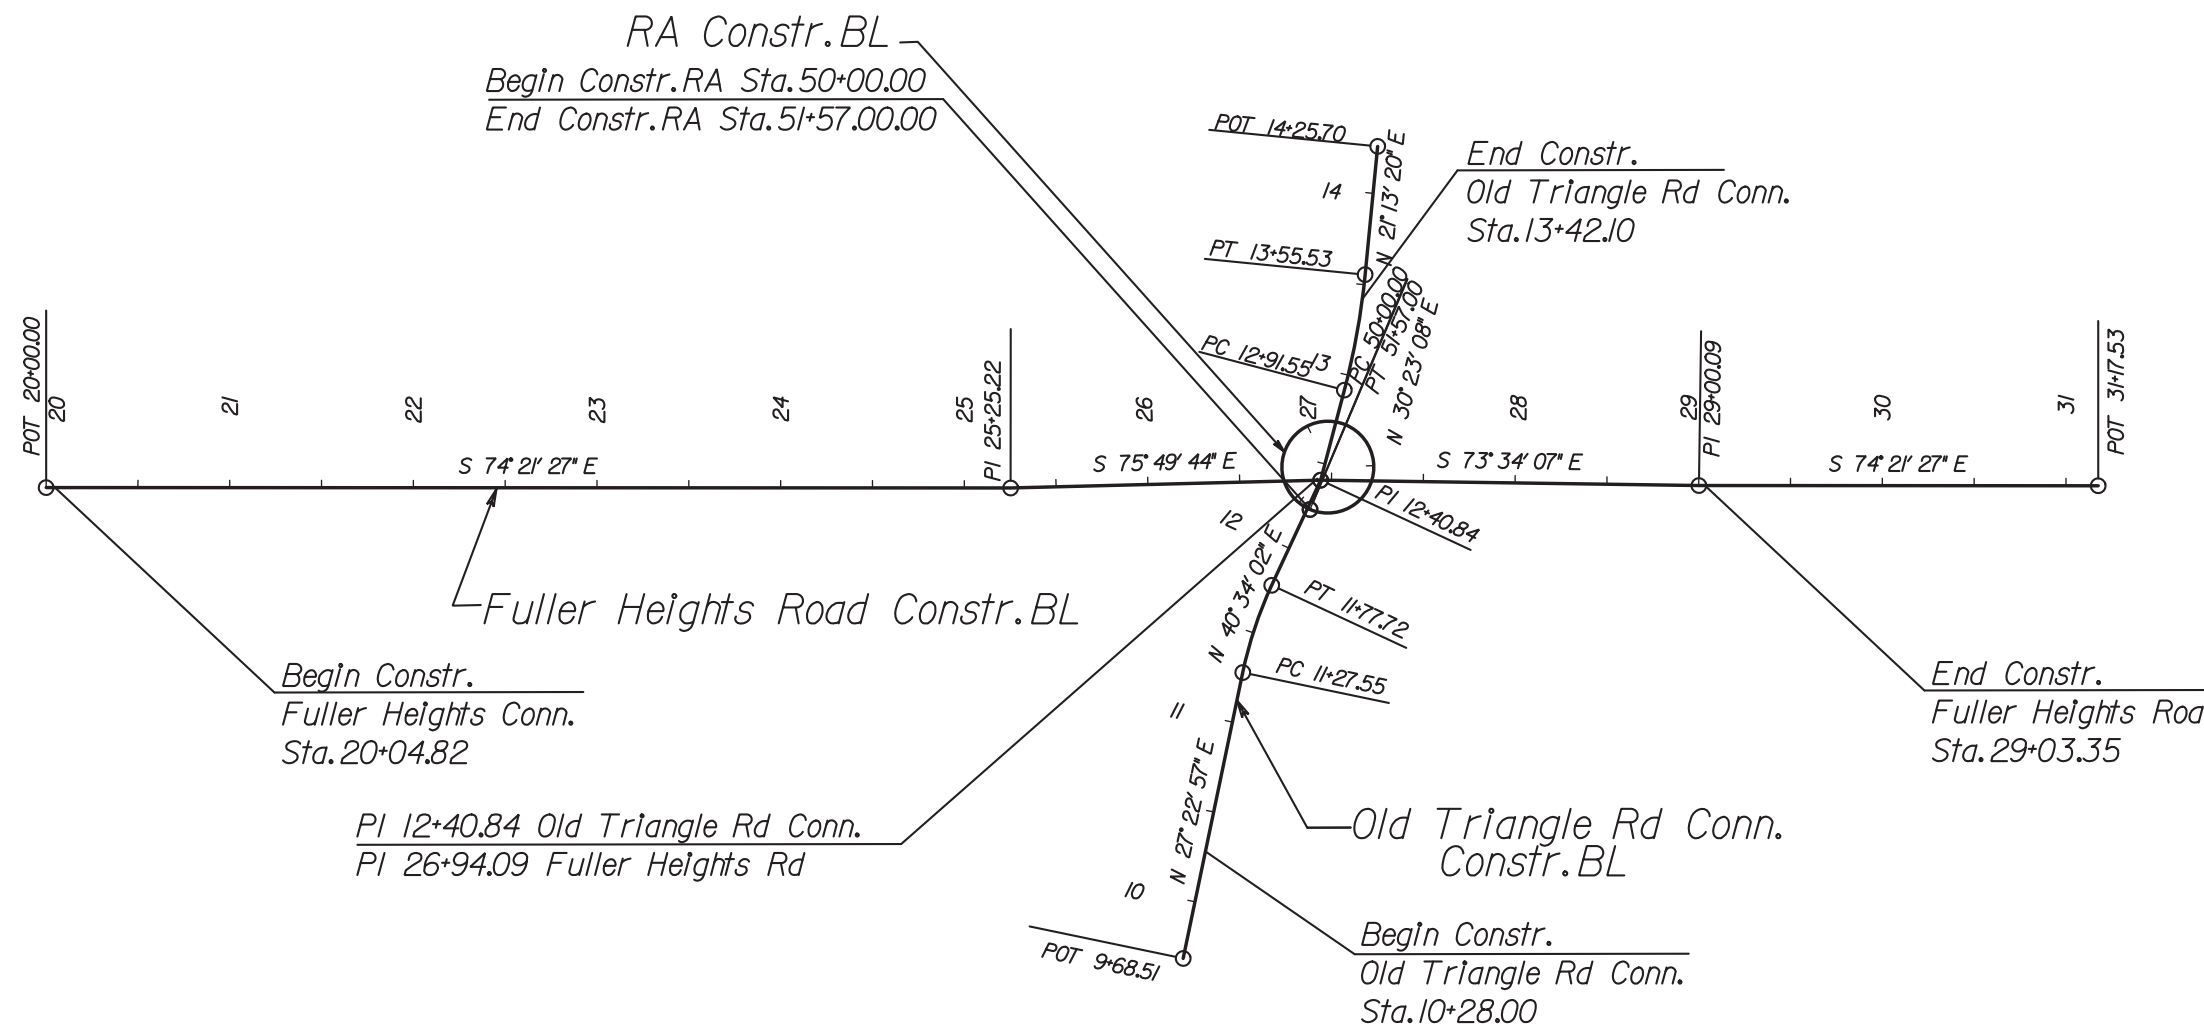 RA Constr. BL
Begin Constr. RA Sta. 50+00.00
End Constr. RA Sta. 51+57.00.00
POT 14+25.70
14
N 21° 13' 20" E
End Constr.
Old Triangle Rd Conn.
Sta. 13+42.10
PT 13+55.53
PC 12+91.55
13
PC 50+00.00
PT 51+57.00
N 30° 23' 08" E
POT 20+00.00
20
21
22
23
24
25
PI 25+25.22
26
27
28
29
PI 29+00.09
30
31
POT 31+17.53
S 74° 21' 27" E
S 75° 49' 44" E
S 73° 34' 07" E
S 74° 21' 27" E
PI 12+40.84
12
N 40° 34' 02" E
PT 11+77.72
Fuller Heights Road Constr. BL
PC 11+27.55
Begin Constr.
Fuller Heights Conn.
Sta. 20+04.82
End Constr.
Fuller Heights Roa
Sta. 29+03.35
11
N 27° 22' 57" E
PI 12+40.84 Old Triangle Rd Conn.
PI 26+94.09 Fuller Heights Rd
Old Triangle Rd Conn.
Constr. BL
10
POT 9+68.51
Begin Constr.
Old Triangle Rd Conn.
Sta. 10+28.00